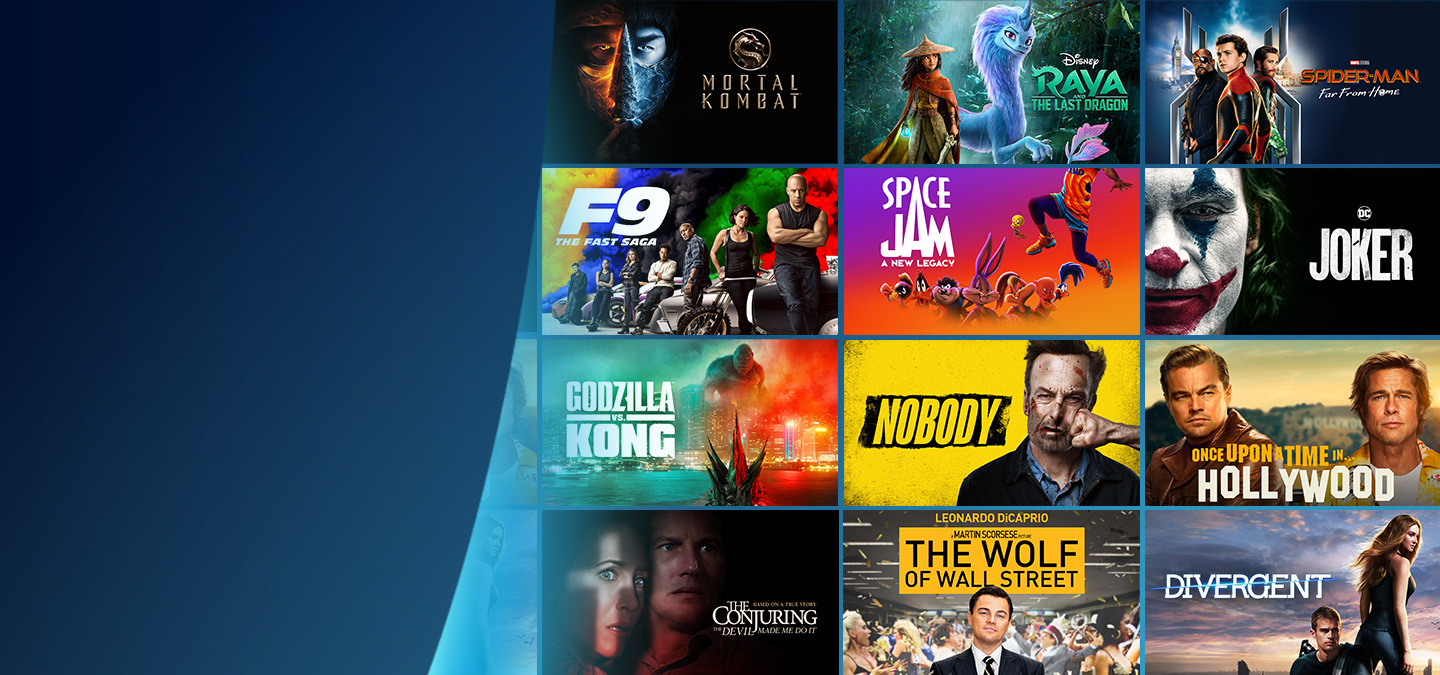 MORTAL
KOMBAT
Disney
RAYA
AND
THE LAST DRAGON
MARVEL STUDIOS
SPIDER-MAN
Far From Home
F9
THE FAST SAGA
SPACE
JAM
A NEW LEGACY
DC
JOKER
GODZILLA
VS.
KONG
NOBODY
HOLLYWOOD
ONCE UPON A TIME IN...
HOLLYWOOD
THE
BASED ON A TRUE STORY
CONJURING
THE DEVIL MADE ME DO IT
LEONARDO DiCAPRIO
A MARTIN SCORSESE PICTURE
THE WOLF
OF WALL STREET
DIVERGENT